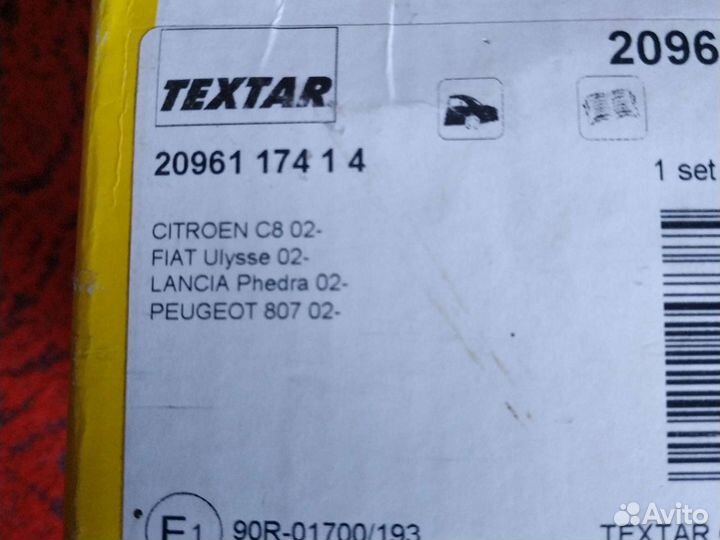 TEXTAR
2096
20961 174 1 4
1 set
CITROEN C8 02-
FIAT Ulysse 02-
LANCIA Phedra 02-
PEUGEOT 807 02-
E1
90R-01700/193
TEXTAR
Avito